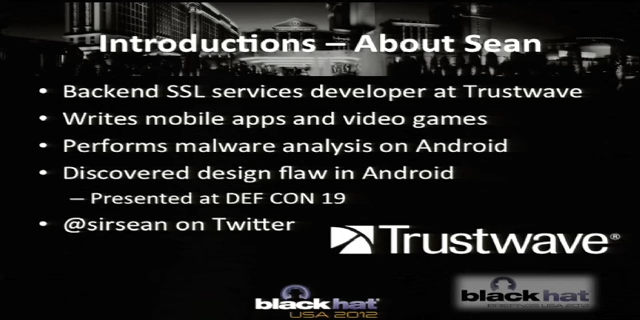 Introductions – About Sean
• Backend SSL services developer at Trustwave
• Writes mobile apps and video games
• Performs malware analysis on Android
• Discovered design flaw in Android
– Presented at DEF CON 19
• @sirsean on Twitter
Trustwave®
black hat®
USA 2012
black hat
USA 2012